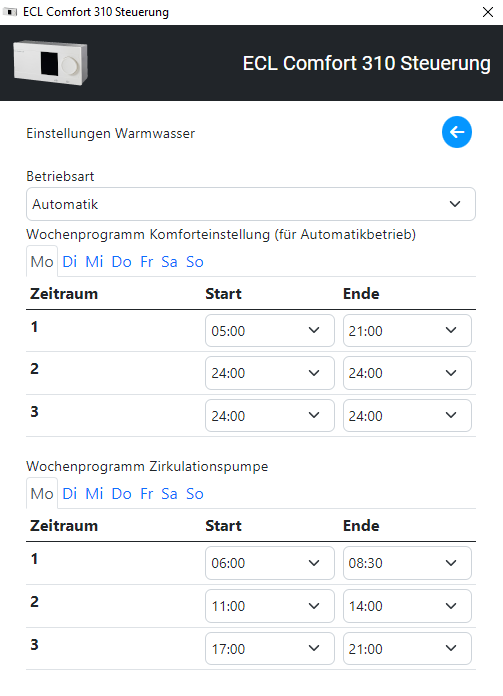 ECL Comfort 310 Steuerung
ECL Comfort 310 Steuerung
Einstellungen Warmwasser
Betriebsart
Automatik
Wochenprogramm Komforteinstellung (für Automatikbetrieb)
Mo Di Mi Do Fr Sa So
Zeitraum Start Ende
1 05:00 21:00
2 24:00 24:00
3 24:00 24:00
Wochenprogramm Zirkulationspumpe
Mo Di Mi Do Fr Sa So
Zeitraum Start Ende
1 06:00 08:30
2 11:00 14:00
3 17:00 21:00